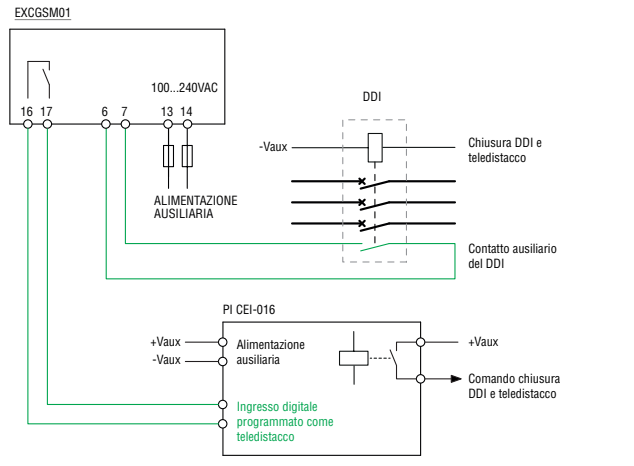 EXCGSM01
100...240VAC
16 17 6 7 13 14
ALIMENTAZIONE
AUSILIARIA
DDI
-Vaux
Chiusura DDI e
teledistacco
Contatto ausiliario
del DDI
PI CEI-016
+Vaux
-Vaux
Alimentazione
ausiliaria
Ingresso digitale
programmato come
teledistacco
+Vaux
Comando chiusura
DDI e teledistacco